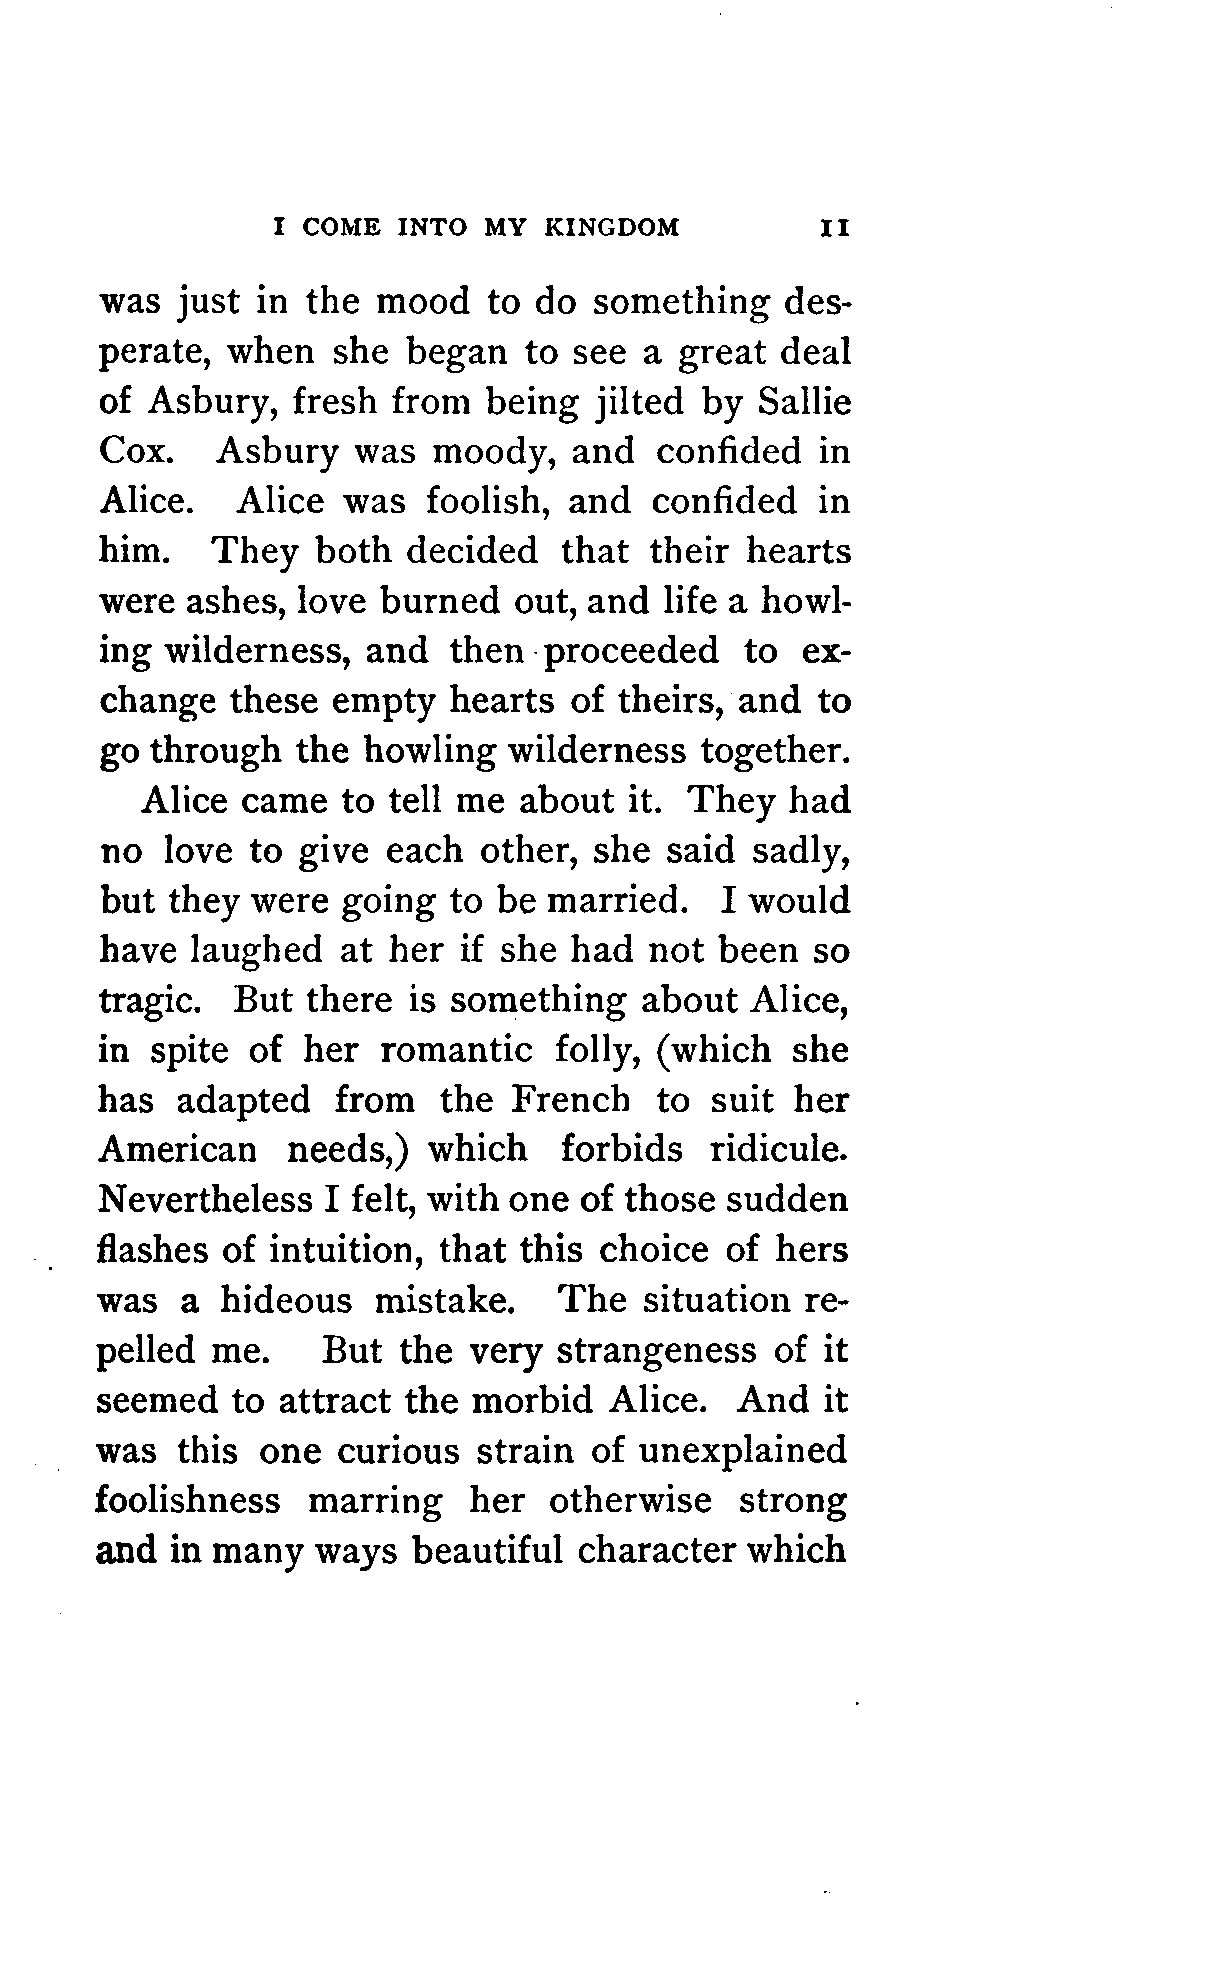 I COME INTO MY KINGDOM 11
was just in the mood to do something des-
perate, when she began to see a great deal
of Asbury, fresh from being jilted by Sallie
Cox. Asbury was moody, and confided in
Alice. Alice was foolish, and confided in
him. They both decided that their hearts
were ashes, love burned out, and life a howl-
ing wilderness, and then proceeded to ex-
change these empty hearts of theirs, and to
go through the howling wilderness together.
Alice came to tell me about it. They had
no love to give each other, she said sadly,
but they were going to be married. I would
have laughed at her if she had not been so
tragic. But there is something about Alice,
in spite of her romantic folly, (which she
has adapted from the French to suit her
American needs,) which forbids ridicule.
Nevertheless I felt, with one of those sudden
flashes of intuition, that this choice of hers
was a hideous mistake. The situation re-
pelled me. But the very strangeness of it
seemed to attract the morbid Alice. And it
was this one curious strain of unexplained
foolishness marring her otherwise strong
and in many ways beautiful character which